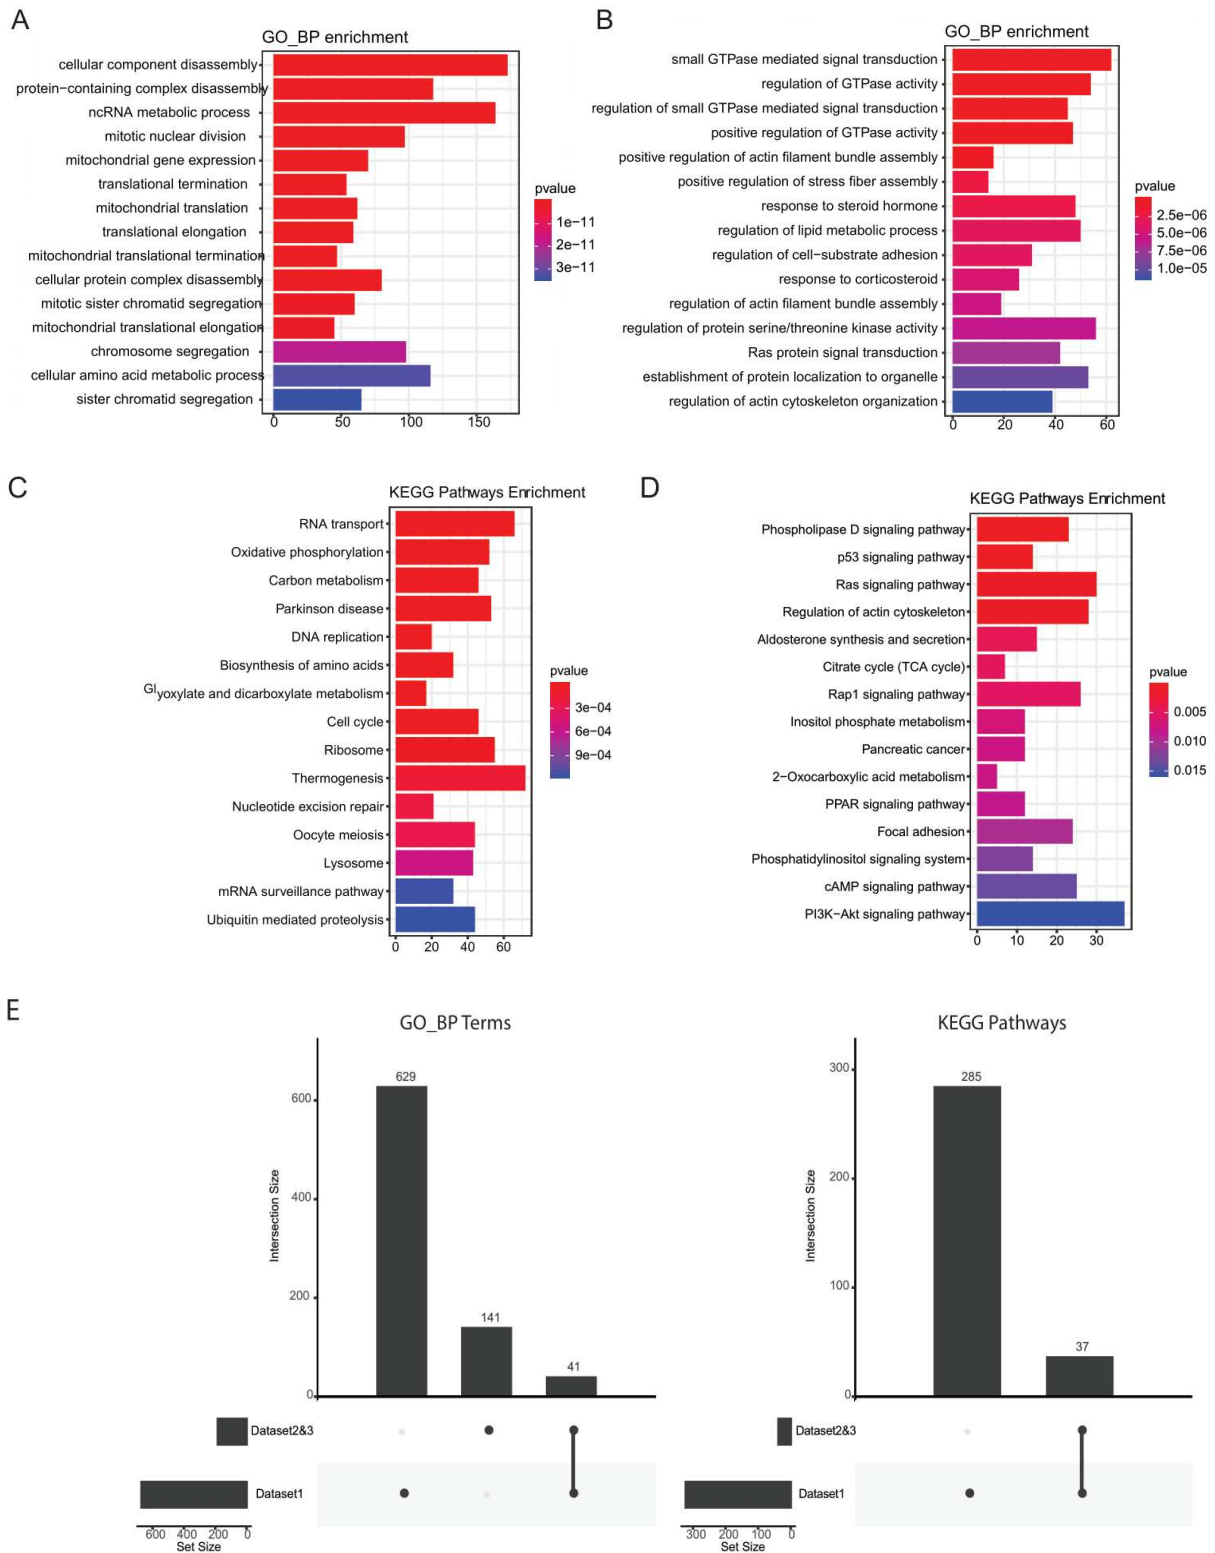 A
GO_BP enrichment
cellular component disassembly
protein−containing complex disassembly
ncRNA metabolic process
mitotic nuclear division
mitochondrial gene expression
translational termination
mitochondrial translation
translational elongation
mitochondrial translational termination
cellular protein complex disassembly
mitotic sister chromatid segregation
mitochondrial translational elongation
chromosome segregation
cellular amino acid metabolic process
sister chromatid segregation
0 50 100 150
pvalue
1e−11
2e−11
3e−11
B
GO_BP enrichment
small GTPase mediated signal transduction
regulation of GTPase activity
regulation of small GTPase mediated signal transduction
positive regulation of GTPase activity
positive regulation of actin filament bundle assembly
positive regulation of stress fiber assembly
response to steroid hormone
regulation of lipid metabolic process
regulation of cell−substrate adhesion
response to corticosteroid
regulation of actin filament bundle assembly
regulation of protein serine/threonine kinase activity
Ras protein signal transduction
establishment of protein localization to organelle
regulation of actin cytoskeleton organization
0 20 40 60
pvalue
2.5e−06
5.0e−06
7.5e−06
1.0e−05
C
KEGG Pathways Enrichment
RNA transport
Oxidative phosphorylation
Carbon metabolism
Parkinson disease
DNA replication
Biosynthesis of amino acids
Glyoxylate and dicarboxylate metabolism
Cell cycle
Ribosome
Thermogenesis
Nucleotide excision repair
Oocyte meiosis
Lysosome
mRNA surveillance pathway
Ubiquitin mediated proteolysis
0 20 40 60
pvalue
3e−04
6e−04
9e−04
D
KEGG Pathways Enrichment
Phospholipase D signaling pathway
p53 signaling pathway
Ras signaling pathway
Regulation of actin cytoskeleton
Aldosterone synthesis and secretion
Citrate cycle (TCA cycle)
Rap1 signaling pathway
Inositol phosphate metabolism
Pancreatic cancer
2−Oxocarboxylic acid metabolism
PPAR signaling pathway
Focal adhesion
Phosphatidylinositol signaling system
cAMP signaling pathway
PI3K−Akt signaling pathway
0 10 20 30
pvalue
0.005
0.010
0.015
E
GO_BP Terms
Intersection Size
600
400
200
0
629
141
41
Dataset2&3
Dataset1
600 400 200 0
Set Size
KEGG Pathways
Intersection Size
300
200
100
0
285
37
Dataset2&3
Dataset1
300 200 100 0
Set Size